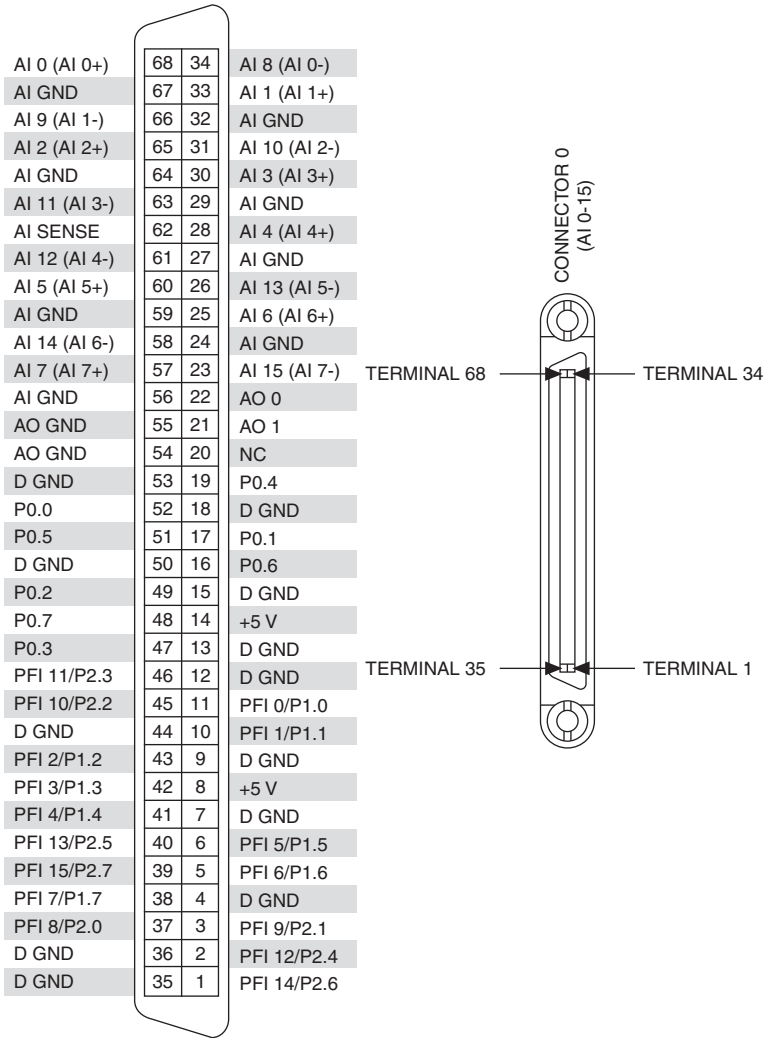 AI 0 (AI 0+) 68 34 AI 8 (AI 0-)
AI GND 67 33 AI 1 (AI 1+)
AI 9 (AI 1-) 66 32 AI GND
AI 2 (AI 2+) 65 31 AI 10 (AI 2-)
AI GND 64 30 AI 3 (AI 3+)
AI 11 (AI 3-) 63 29 AI GND
AI SENSE 62 28 AI 4 (AI 4+)
AI 12 (AI 4-) 61 27 AI GND
AI 5 (AI 5+) 60 26 AI 13 (AI 5-)
AI GND 59 25 AI 6 (AI 6+)
AI 14 (AI 6-) 58 24 AI GND
AI 7 (AI 7+) 57 23 AI 15 (AI 7-)
AI GND 56 22 AO 0
AO GND 55 21 AO 1
AO GND 54 20 NC
D GND 53 19 P0.4
P0.0 52 18 D GND
P0.5 51 17 P0.1
D GND 50 16 P0.6
P0.2 49 15 D GND
P0.7 48 14 +5 V
P0.3 47 13 D GND
PFI 11/P2.3 46 12 D GND
PFI 10/P2.2 45 11 PFI 0/P1.0
D GND 44 10 PFI 1/P1.1
PFI 2/P1.2 43 9 D GND
PFI 3/P1.3 42 8 +5 V
PFI 4/P1.4 41 7 D GND
PFI 13/P2.5 40 6 PFI 5/P1.5
PFI 15/P2.7 39 5 PFI 6/P1.6
PFI 7/P1.7 38 4 D GND
PFI 8/P2.0 37 3 PFI 9/P2.1
D GND 36 2 PFI 12/P2.4
D GND 35 1 PFI 14/P2.6
CONNECTOR 0
(AI 0-15)
TERMINAL 68
TERMINAL 34
TERMINAL 35
TERMINAL 1